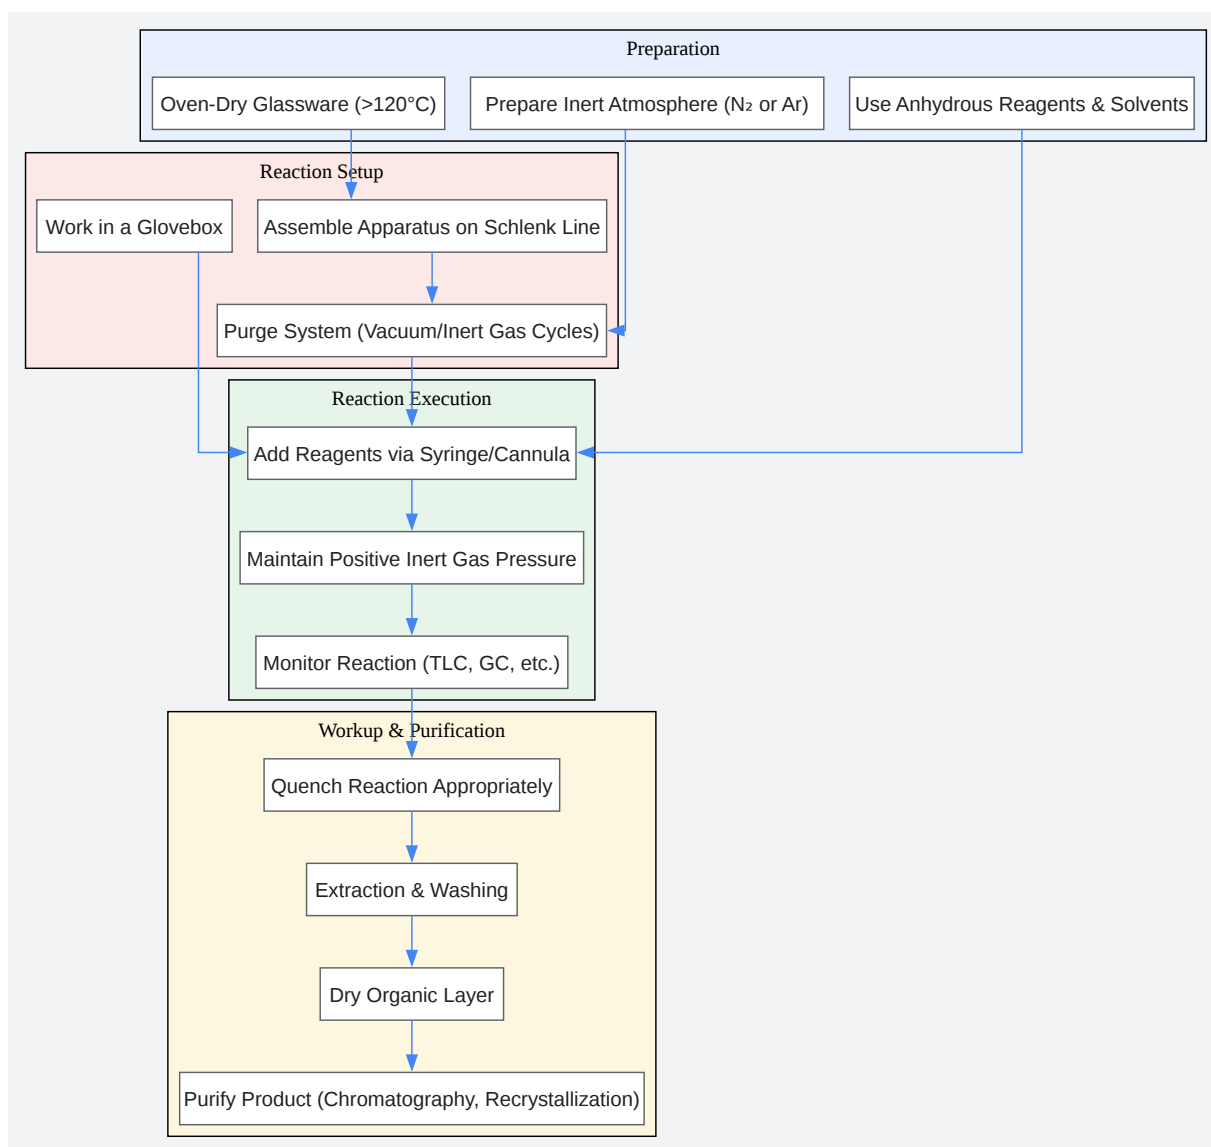 Preparation
Oven-Dry Glassware (>120°C)
Prepare Inert Atmosphere (N₂ or Ar)
Use Anhydrous Reagents & Solvents
Reaction Setup
Work in a Glovebox
Assemble Apparatus on Schlenk Line
Purge System (Vacuum/Inert Gas Cycles)
Reaction Execution
Add Reagents via Syringe/Cannula
Maintain Positive Inert Gas Pressure
Monitor Reaction (TLC, GC, etc.)
Workup & Purification
Quench Reaction Appropriately
Extraction & Washing
Dry Organic Layer
Purify Product (Chromatography, Recrystallization)